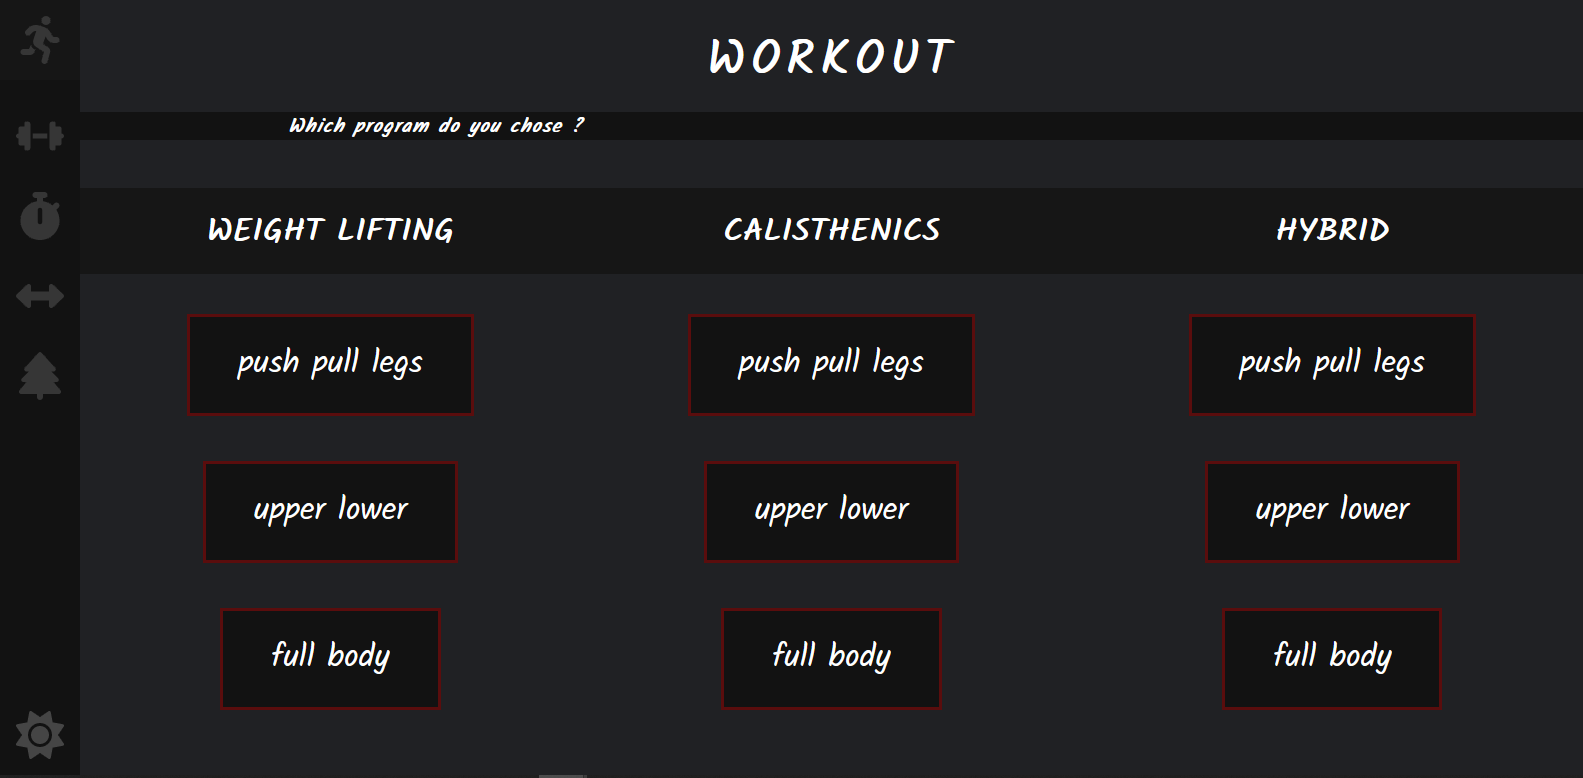 WORKOUT
Which program do you chose ?
WEIGHT LIFTING CALISTHENICS HYBRID
push pull legs push pull legs push pull legs
upper lower upper lower upper lower
full body full body full body